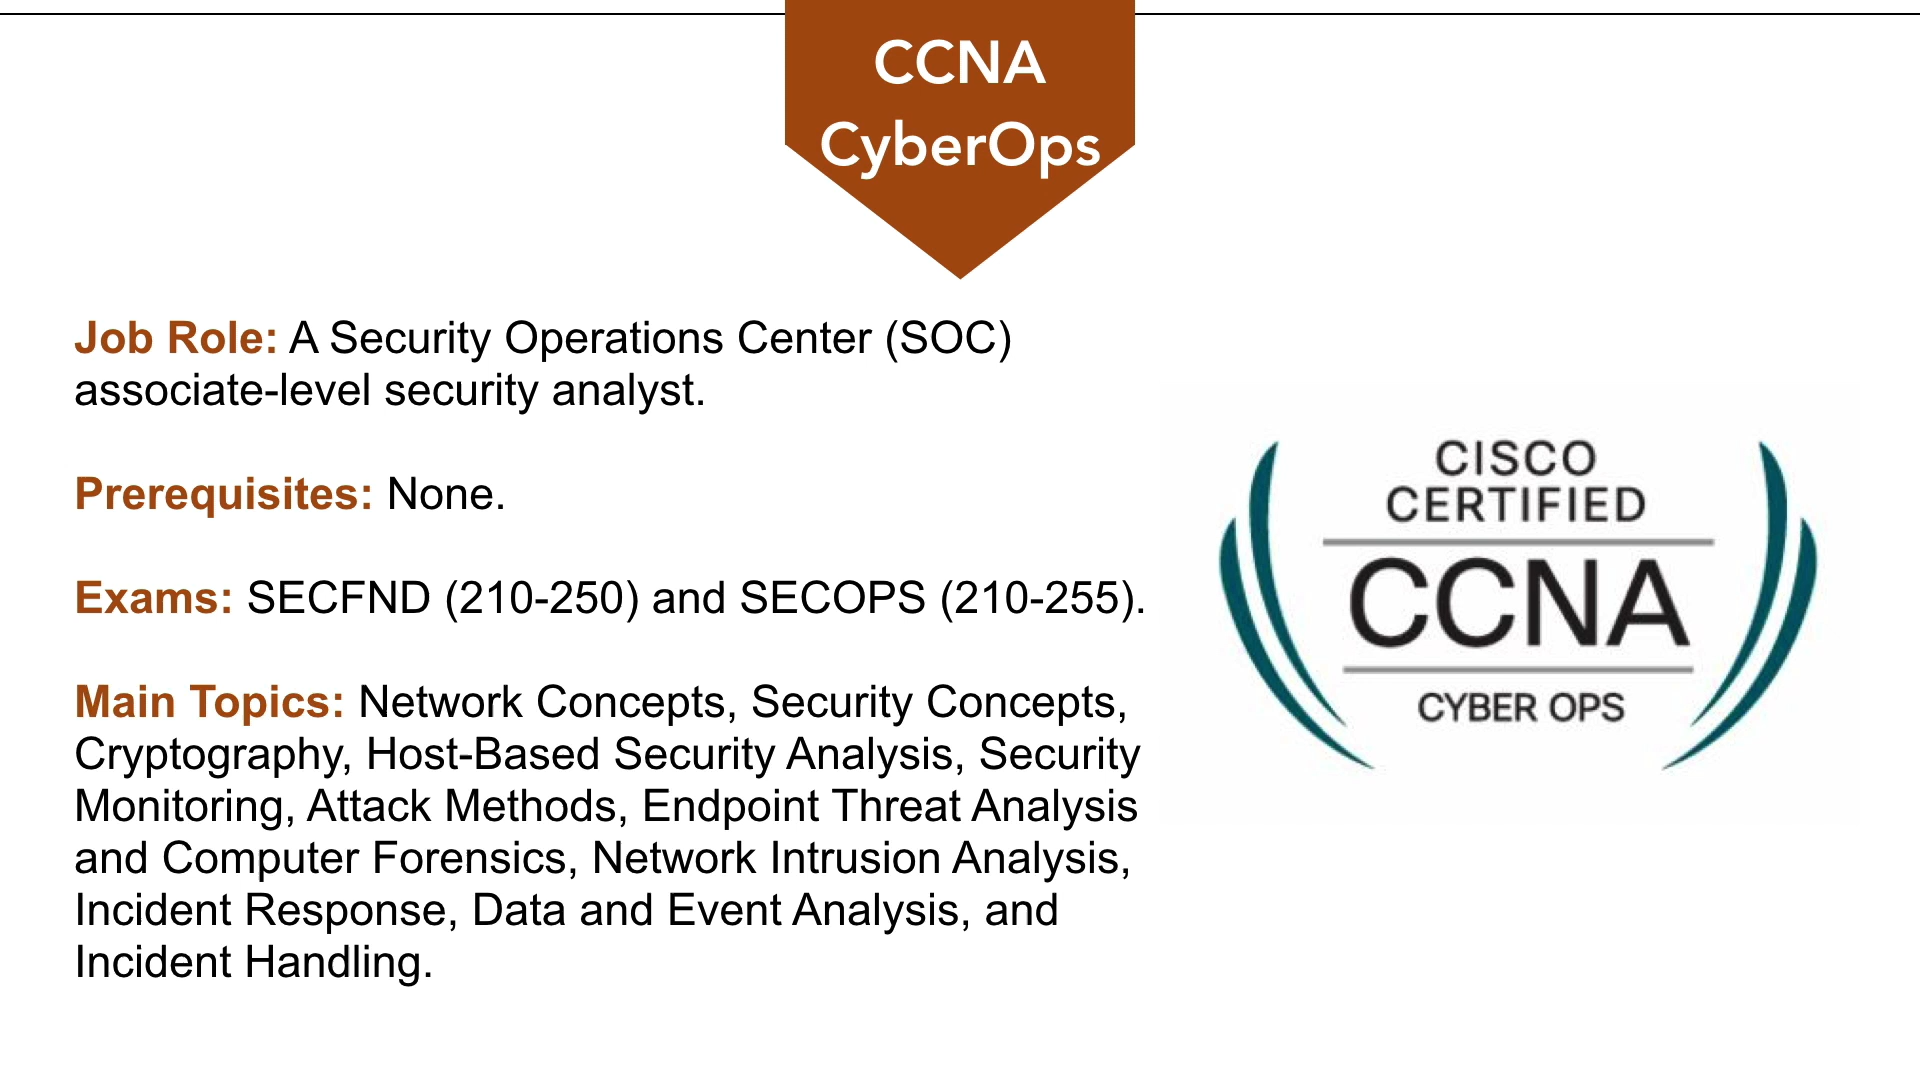 CCNA
CyberOps
Job Role: A Security Operations Center (SOC)
associate-level security analyst.
Prerequisites: None.
Exams: SECFND (210-250) and SECOPS (210-255).
Main Topics: Network Concepts, Security Concepts,
Cryptography, Host-Based Security Analysis, Security
Monitoring, Attack Methods, Endpoint Threat Analysis
and Computer Forensics, Network Intrusion Analysis,
Incident Response, Data and Event Analysis, and
Incident Handling.
CISCO
CERTIFIED
CCNA
CYBER OPS